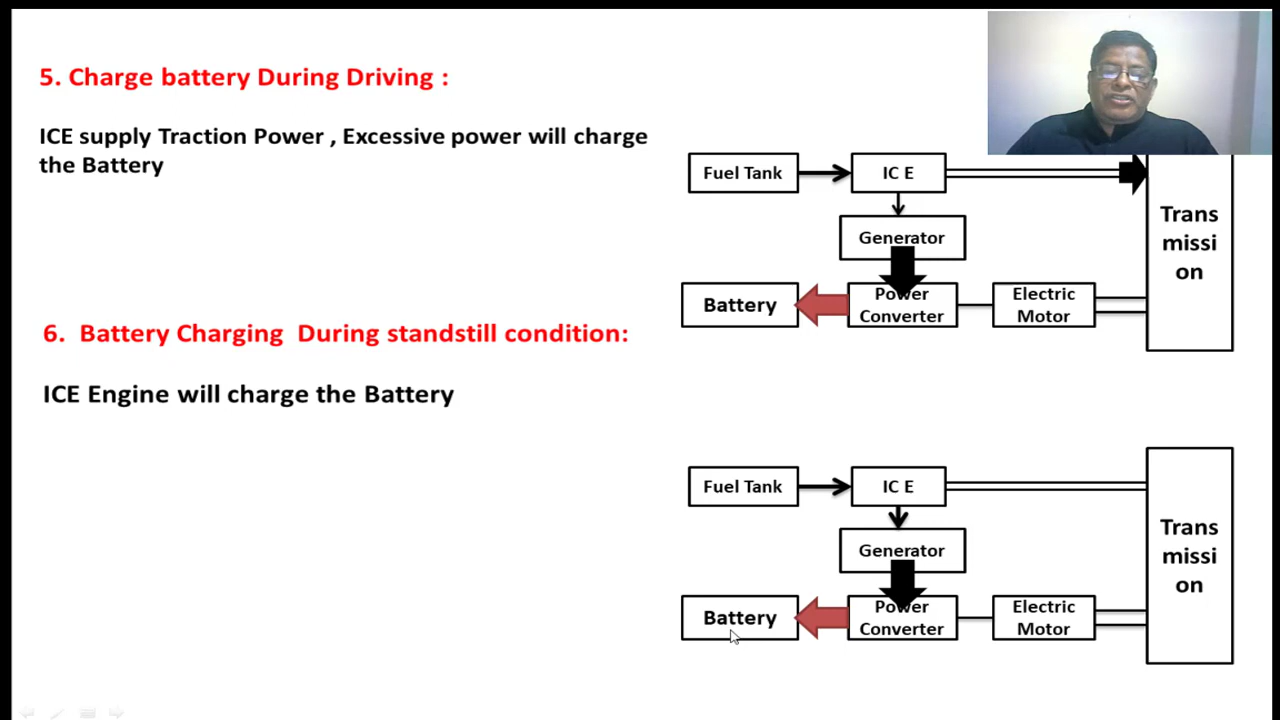 5. Charge battery During Driving :
ICE supply Traction Power , Excessive power will charge
the Battery
Fuel Tank
IC E
Generator
Battery
Power
Converter
Electric
Motor
Trans
missi
on
6. Battery Charging During standstill condition:
ICE Engine will charge the Battery
Fuel Tank
IC E
Generator
Battery
Power
Converter
Electric
Motor
Trans
missi
on